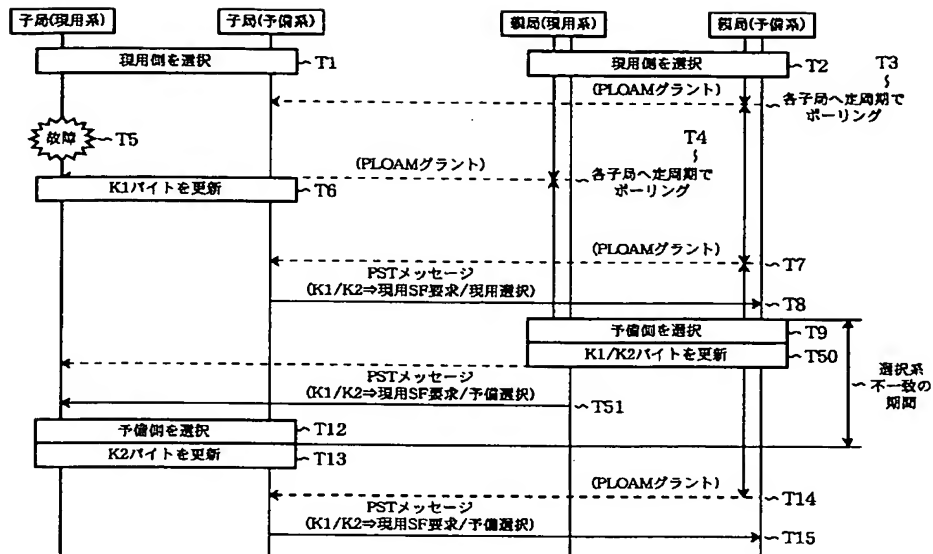 子局(現用系)
子局(予備系)
親局(現用系)
親局(予備系)
現用側を選択
T1
現用側を選択
T2
T3
(PLOAMグラント)
各子局へ定周期で
ポーリング
故障
T5
T4
(PLOAMグラント)
各子局へ定周期で
ポーリング
K1バイトを更新
T6
(PLOAMグラント)
T7
PSTメッセージ
(K1/K2⇒現用SF要求/現用選択)
T8
予備側を選択
T9
K1/K2バイトを更新
T50
選択系
不一致の
期間
PSTメッセージ
(K1/K2⇒現用SF要求/予備選択)
T51
予備側を選択
T12
K2バイトを更新
T13
(PLOAMグラント)
T14
PSTメッセージ
(K1/K2⇒現用SF要求/予備選択)
T15